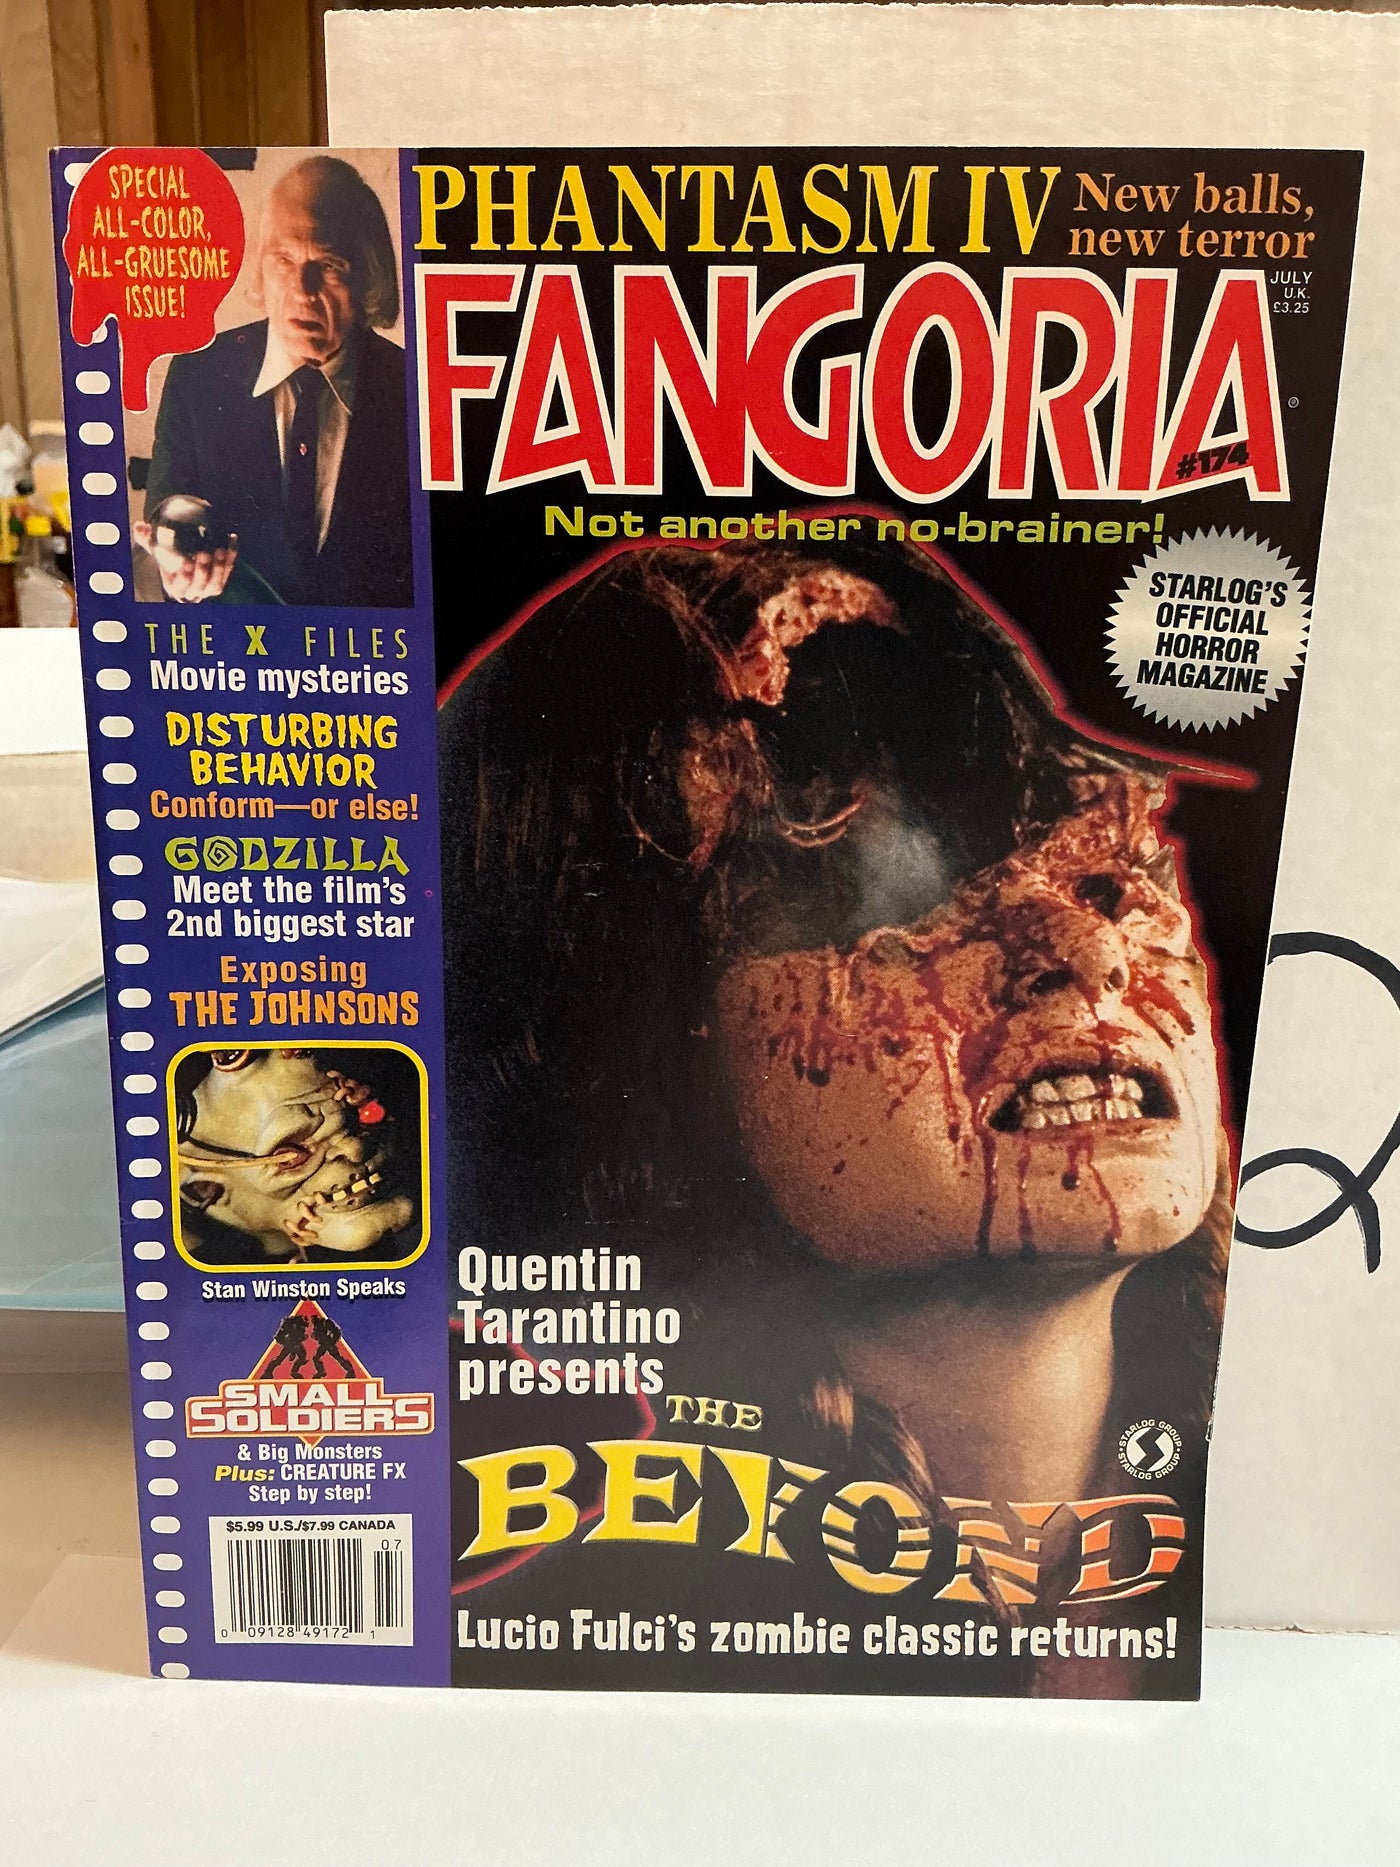 SPECIAL
ALL-COLOR,
ALL-GRUESOME
ISSUE!
PHANTASM IV
New balls,
new terror
FANGORIA
®
JULY
U.K.
£3.25
#174
Not another no-brainer!
STARLOG'S
OFFICIAL
HORROR
MAGAZINE
THE X FILES
Movie mysteries
DISTURBING
BEHAVIOR
Conform—or else!
GODZILLA
Meet the film's
2nd biggest star
Exposing
THE JOHNSONS
Stan Winston Speaks
SMALL
SOLDIERS
& Big Monsters
Plus: CREATURE FX
Step by step!
$5.99 U.S./$7.99 CANADA
07
0 09128 49172 1
Quentin
Tarantino
presents
THE
BEYOND
Lucio Fulci's zombie classic returns!
STARLOG GROUP • STARLOG GROUP •
2